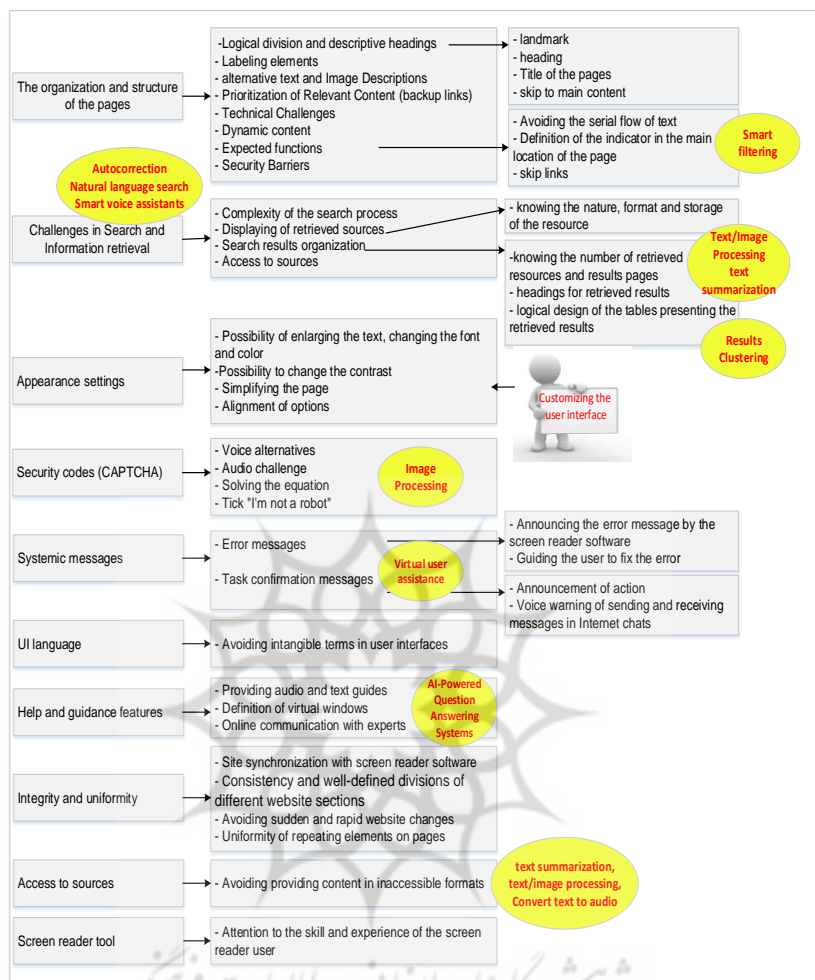 The organization and structure
of the pages
-Logical division and descriptive headings
- Labeling elements
- alternative text and Image Descriptions
- Prioritization of Relevant Content (backup links)
- Technical Challenges
- Dynamic content
- Expected functions
- Security Barriers
- landmark
- heading
- Title of the pages
- skip to main content
- Avoiding the serial flow of text
- Definition of the indicator in the main
location of the page
- skip links
Smart
filtering
Autocorrection
Natural language search
Smart voice assistants
Challenges in Search and
Information retrieval
- Complexity of the search process
- Displaying of retrieved sources
- Search results organization
- Access to sources
- knowing the nature, format and storage
of the resource
-knowing the number of retrieved
resources and results pages
- headings for retrieved results
- logical design of the tables presenting the
retrieved results
Text/Image
Processing
text
summarization
Results
Clustering
Appearance settings
- Possibility of enlarging the text, changing the font
and color
-Possibility to change the contrast
- Simplifying the page
- Alignment of options
Customizing the
user interface
Security codes (CAPTCHA)
- Voice alternatives
- Audio challenge
- Solving the equation
- Tick "I'm not a robot"
Image
Processing
Systemic messages
- Error messages
- Task confirmation messages
Virtual user
assistance
- Announcing the error message by the
screen reader software
- Guiding the user to fix the error
- Announcement of action
- Voice warning of sending and receiving
messages in Internet chats
UI language
- Avoiding intangible terms in user interfaces
Help and guidance features
- Providing audio and text guides
- Definition of virtual windows
- Online communication with experts
AI-Powered
Question
Answering
Systems
Integrity and uniformity
- Site synchronization with screen reader software
- Consistency and well-defined divisions of
different website sections
- Avoiding sudden and rapid website changes
- Uniformity of repeating elements on pages
Access to sources
- Avoiding providing content in inaccessible formats
text summarization,
text/image processing,
Convert text to audio
Screen reader tool
- Attention to the skill and experience of the screen
reader user